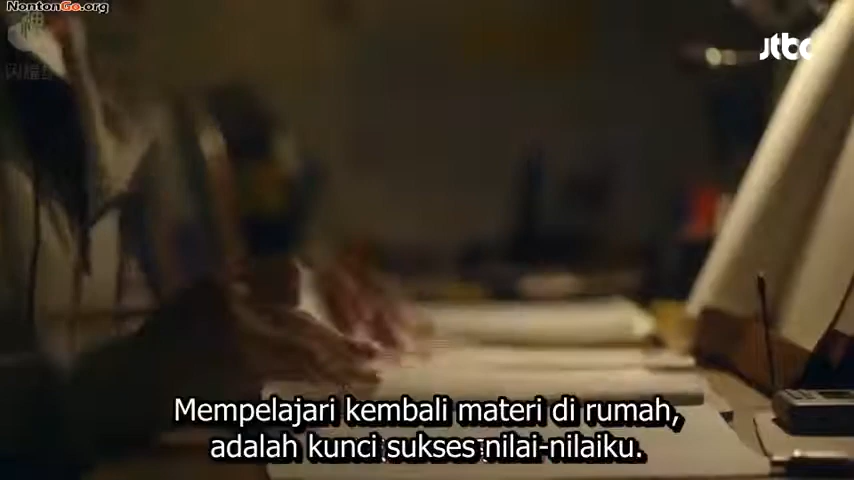 NontonGo.org
jtbc
Mempelajari kembali materi di rumah,
adalah kunci sukses nilai-nilaiku.